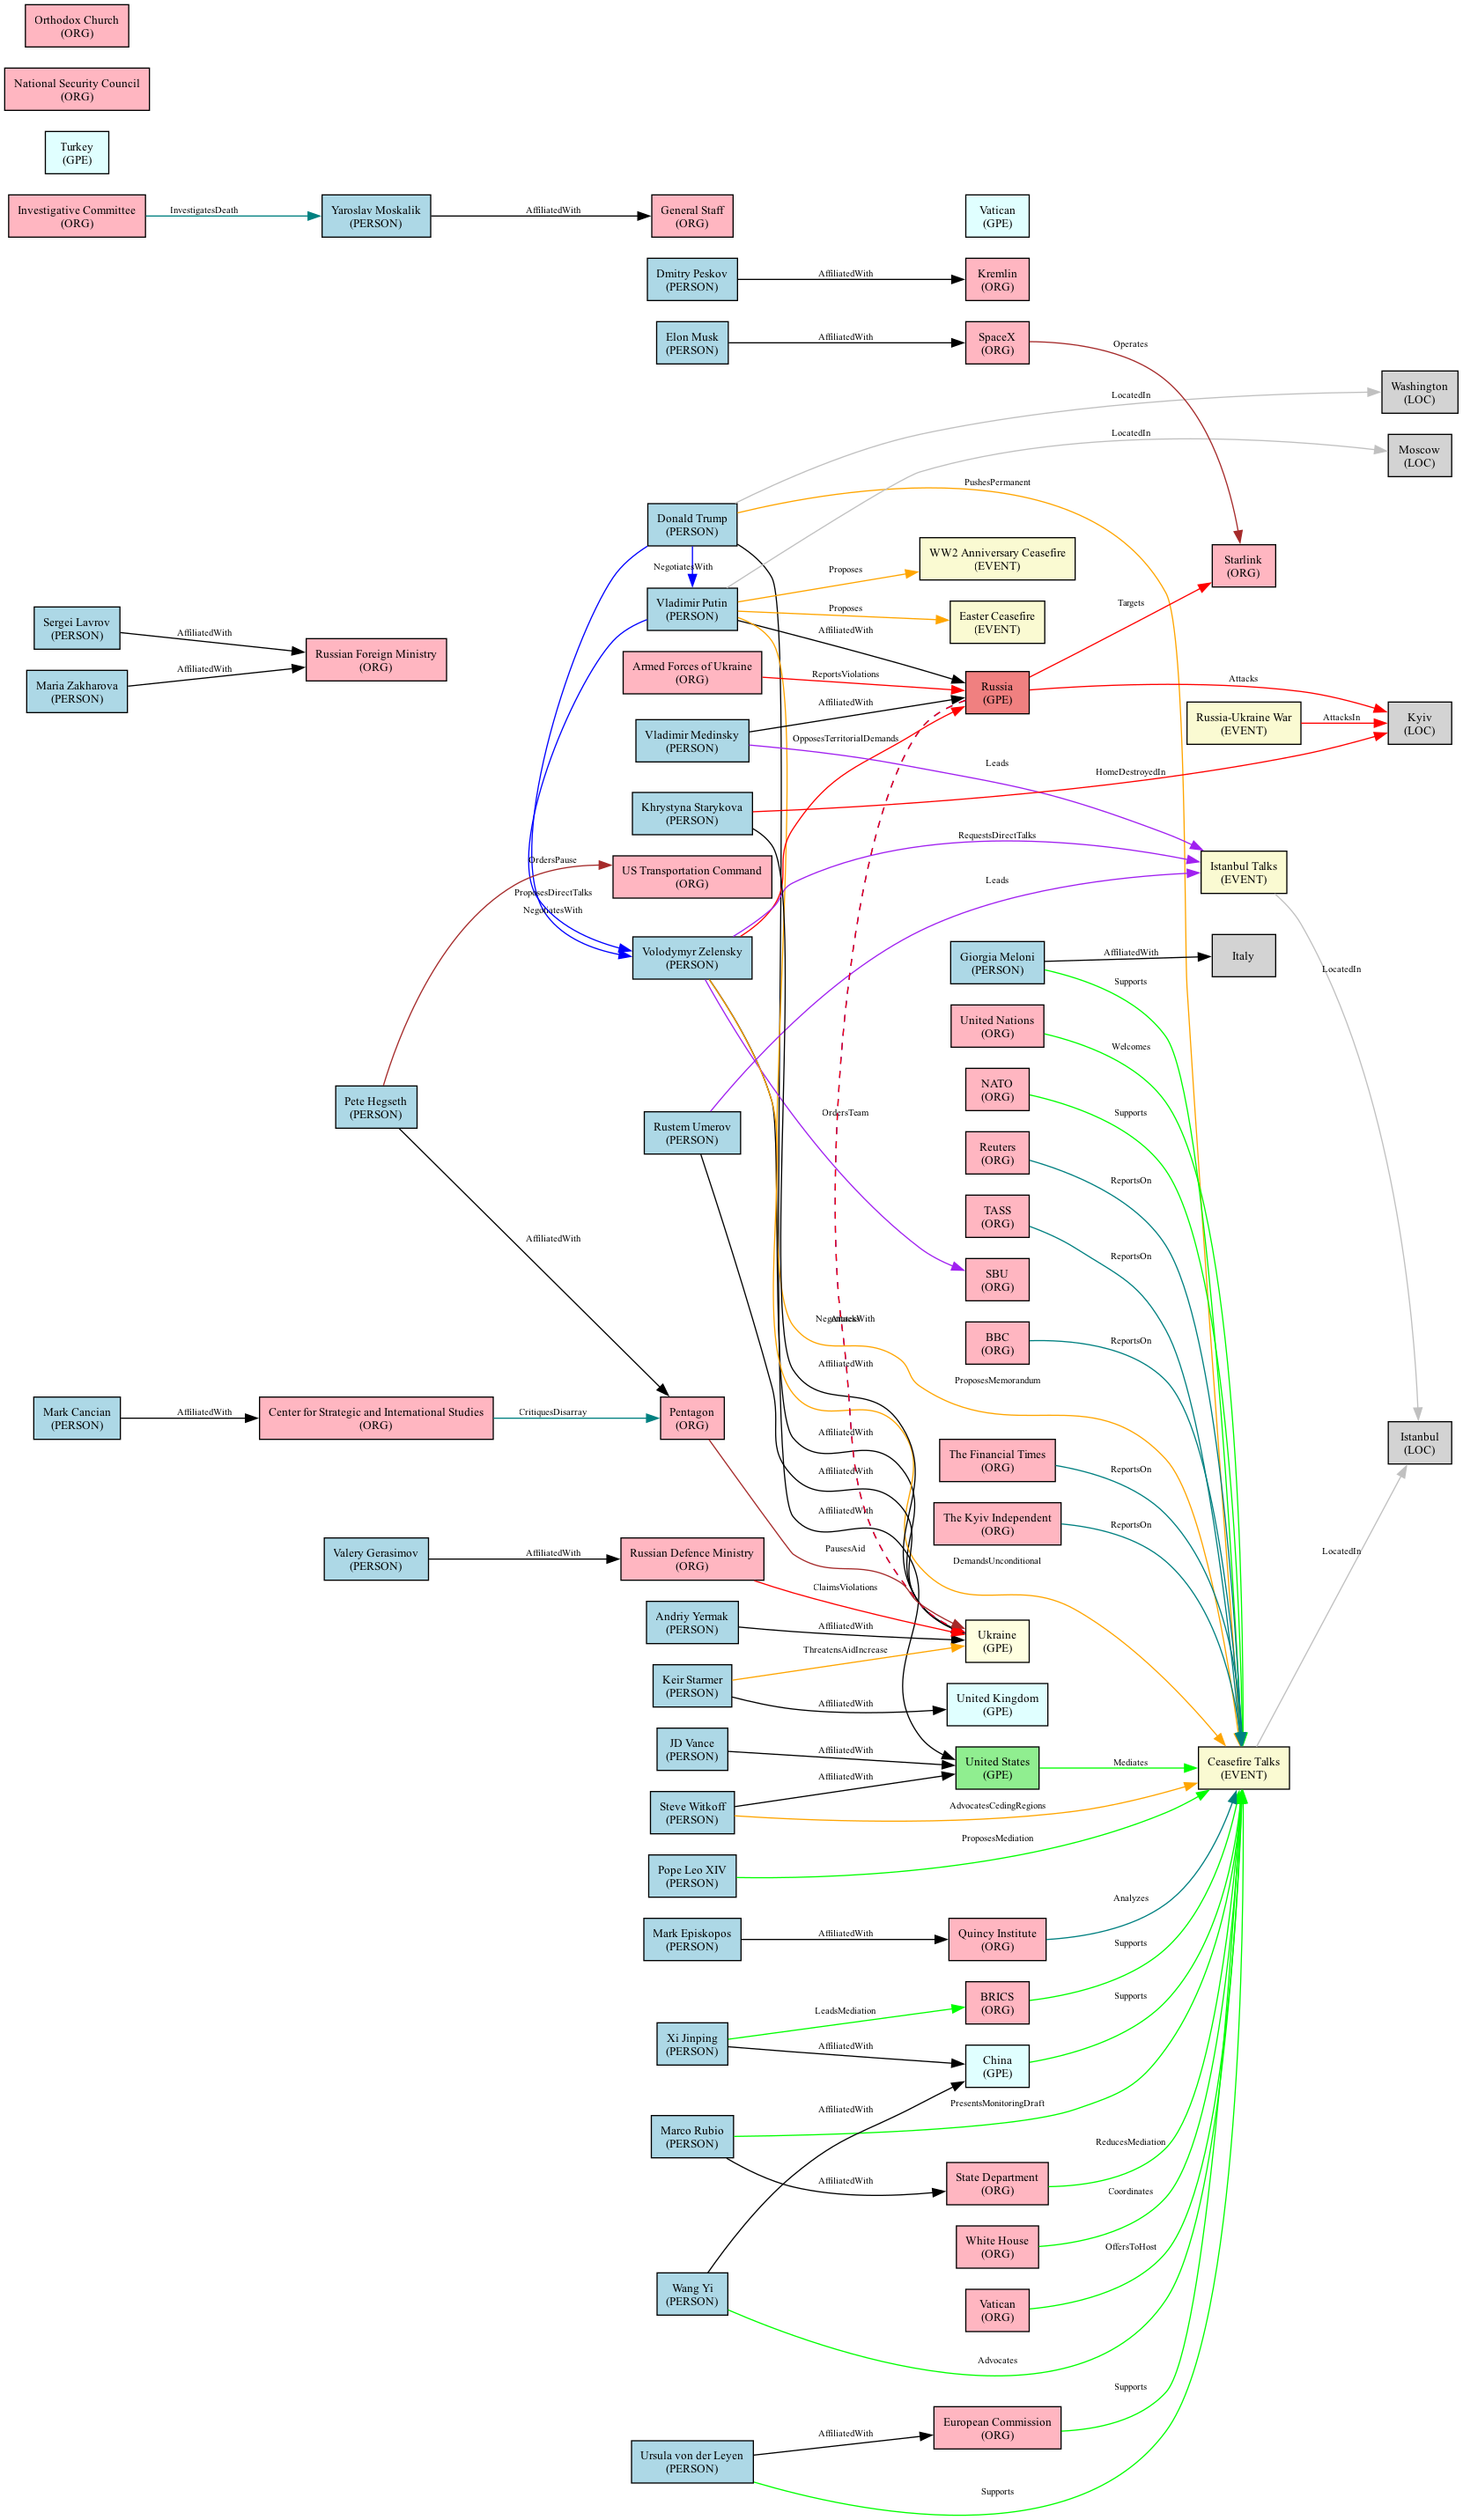 Orthodox Church
(ORG)
National Security Council
(ORG)
Turkey
(GPE)
Investigative Committee
(ORG)
InvestigatesDeath
Yaroslav Moskalik
(PERSON)
AffiliatedWith
General Staff
(ORG)
Vatican
(GPE)
Dmitry Peskov
(PERSON)
AffiliatedWith
Kremlin
(ORG)
Elon Musk
(PERSON)
AffiliatedWith
SpaceX
(ORG)
Operates
Washington
(LOC)
LocatedIn
Moscow
(LOC)
LocatedIn
PushesPermanent
Donald Trump
(PERSON)
NegotiatesWith
WW2 Anniversary Ceasefire
(EVENT)
Starlink
(ORG)
Proposes
Vladimir Putin
(PERSON)
Proposes
Easter Ceasefire
(EVENT)
Targets
AffiliatedWith
Sergei Lavrov
(PERSON)
AffiliatedWith
Russian Foreign Ministry
(ORG)
Maria Zakharova
(PERSON)
AffiliatedWith
Armed Forces of Ukraine
(ORG)
ReportsViolations
Russia
(GPE)
Attacks
AffiliatedWith
Vladimir Medinsky
(PERSON)
OpposesTerritorialDemands
Leads
Russia-Ukraine War
(EVENT)
AttacksIn
Kyiv
(LOC)
HomeDestroyedIn
Khrystyna Starykova
(PERSON)
RequestsDirectTalks
OrdersPause
US Transportation Command
(ORG)
Leads
Istanbul Talks
(EVENT)
ProposesDirectTalks
NegotiatesWith
Volodymyr Zelensky
(PERSON)
Giorgia Meloni
(PERSON)
AffiliatedWith
Italy
LocatedIn
Supports
United Nations
(ORG)
Welcomes
NATO
(ORG)
Supports
Pete Hegseth
(PERSON)
Rustem Umerov
(PERSON)
OrdersTeam
Reuters
(ORG)
ReportsOn
TASS
(ORG)
ReportsOn
AffiliatedWith
SBU
(ORG)
BBC
(ORG)
ReportsOn
AffiliatedWith
ProposesMemorandum
Mark Cancian
(PERSON)
AffiliatedWith
Center for Strategic and International Studies
(ORG)
CritiquesDisarray
Pentagon
(ORG)
AffiliatedWith
Istanbul
(LOC)
The Financial Times
(ORG)
ReportsOn
AffiliatedWith
AffiliatedWith
The Kyiv Independent
(ORG)
ReportsOn
Valery Gerasimov
(PERSON)
AffiliatedWith
Russian Defence Ministry
(ORG)
PausesAid
DemandsUnconditional
LocatedIn
ClaimsViolations
Andriy Yermak
(PERSON)
AffiliatedWith
Ukraine
(GPE)
ThreatensAidIncrease
Keir Starmer
(PERSON)
AffiliatedWith
United Kingdom
(GPE)
JD Vance
(PERSON)
AffiliatedWith
United States
(GPE)
Mediates
Ceasefire Talks
(EVENT)
AffiliatedWith
Steve Witkoff
(PERSON)
AdvocatesCedingRegions
ProposesMediation
Pope Leo XIV
(PERSON)
Analyzes
Mark Episkopos
(PERSON)
AffiliatedWith
Quincy Institute
(ORG)
Supports
BRICS
(ORG)
LeadsMediation
Supports
Xi Jinping
(PERSON)
AffiliatedWith
China
(GPE)
AffiliatedWith
PresentsMonitoringDraft
Marco Rubio
(PERSON)
ReducesMediation
AffiliatedWith
State Department
(ORG)
Coordinates
White House
(ORG)
OffersToHost
Wang Yi
(PERSON)
Vatican
(ORG)
Advocates
Supports
European Commission
(ORG)
AffiliatedWith
Ursula von der Leyen
(PERSON)
Supports